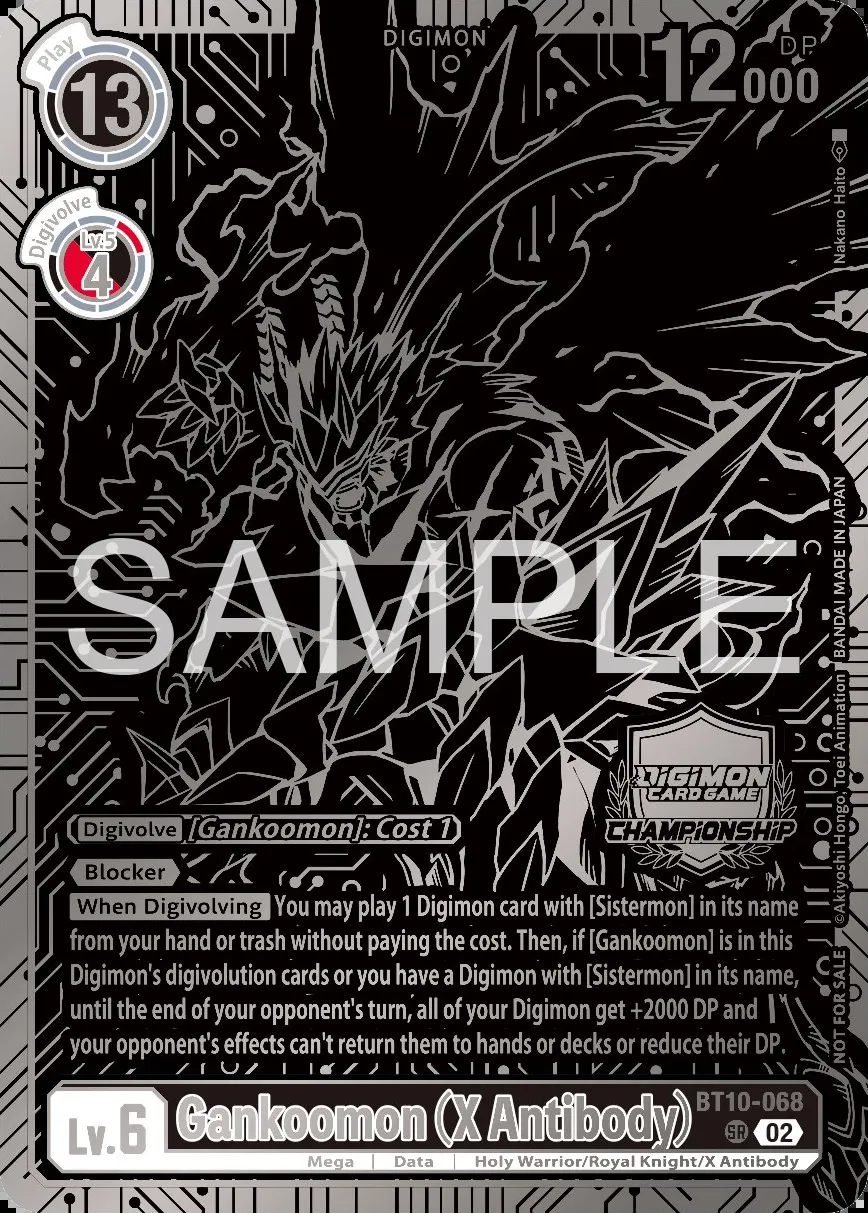 Play
13
DIGIMON
DP
12000
Digivolve
Lv.5
4
Nakano Haito
SAMPLE
DIGIMON
CARD GAME
CHAMPIONSHIP
Digivolve [Gankoomon]: Cost 1
Blocker
When Digivolving You may play 1 Digimon card with [Sistermon] in its name
from your hand or trash without paying the cost. Then, if [Gankoomon] is in this
Digimon's digivolution cards or you have a Digimon with [Sistermon] in its name,
until the end of your opponent's turn, all of your Digimon get +2000 DP and
your opponent's effects can't return them to hands or decks or reduce their DP.
NOT FOR SALE ©Akiyoshi Hongo, Toei Animation BANDAI MADE IN JAPAN
Lv.6 Gankoomon (X Antibody) BT10-068
SR 02
Mega | Data | Holy Warrior/Royal Knight/X Antibody